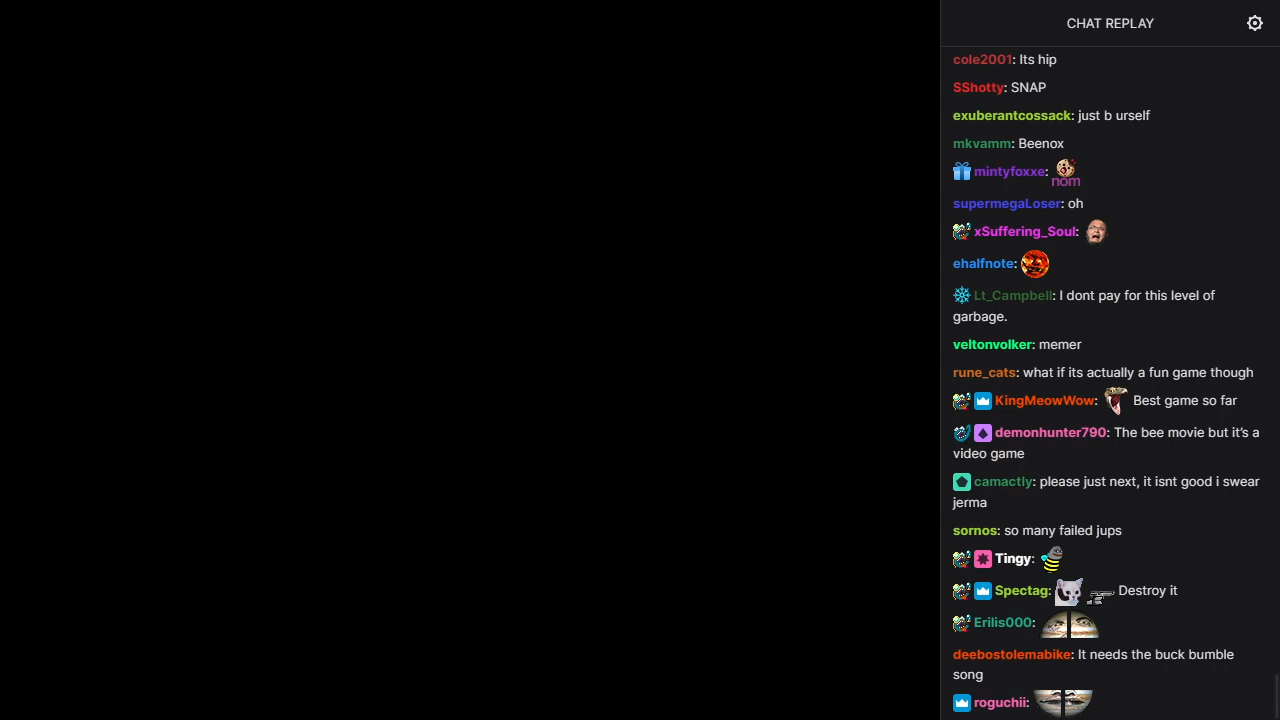 CHAT REPLAY
cole2001: Its hip
SShotty: SNAP
exuberantcossack: just b urself
mkvamm: Beenox
mintyfoxxe: nom
supermegaLoser: oh
xSuffering_Soul:
ehalfnote:
Lt_Campbell: I dont pay for this level of
garbage.
veltonvolker: memer
rune_cats: what if its actually a fun game though
KingMeowWow: Best game so far
demonhunter790: The bee movie but it's a
video game
camactly: please just next, it isnt good i swear
jerma
sornos: so many failed jups
Tingy:
Spectag: Destroy it
Erilis000:
deebostolemabike: It needs the buck bumble
song
roguchii: